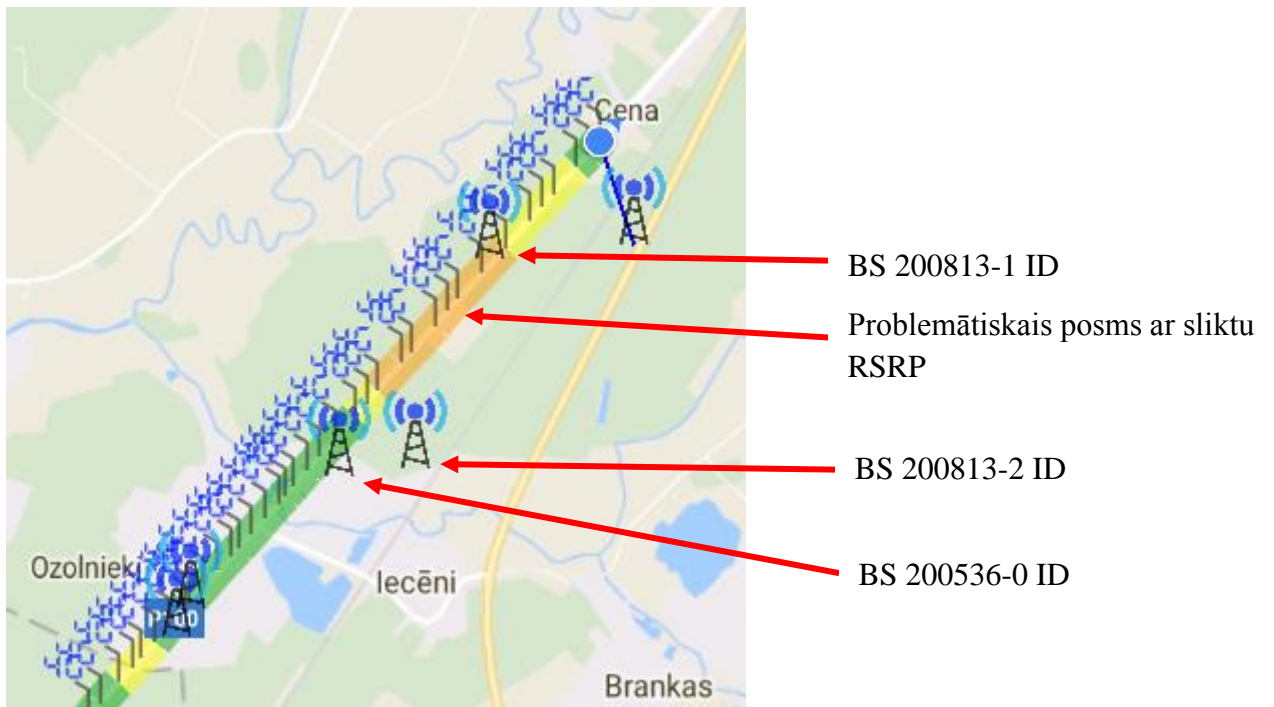 Cena
BS 200813-1 ID
Problemātiskais posms ar sliktu
RSRP
BS 200813-2 ID
BS 200536-0 ID
Ozolnieki
Iecēni
P100
Brankas